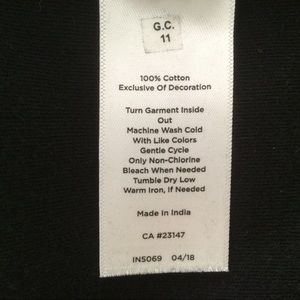 G.C.
11
100% Cotton
Exclusive Of Decoration
Turn Garment Inside
Out
Machine Wash Cold
With Like Colors
Gentle Cycle
Only Non-Chlorine
Bleach When Needed
Tumble Dry Low
Warm Iron, If Needed
Made In India
CA #23147
IN5069 04/18